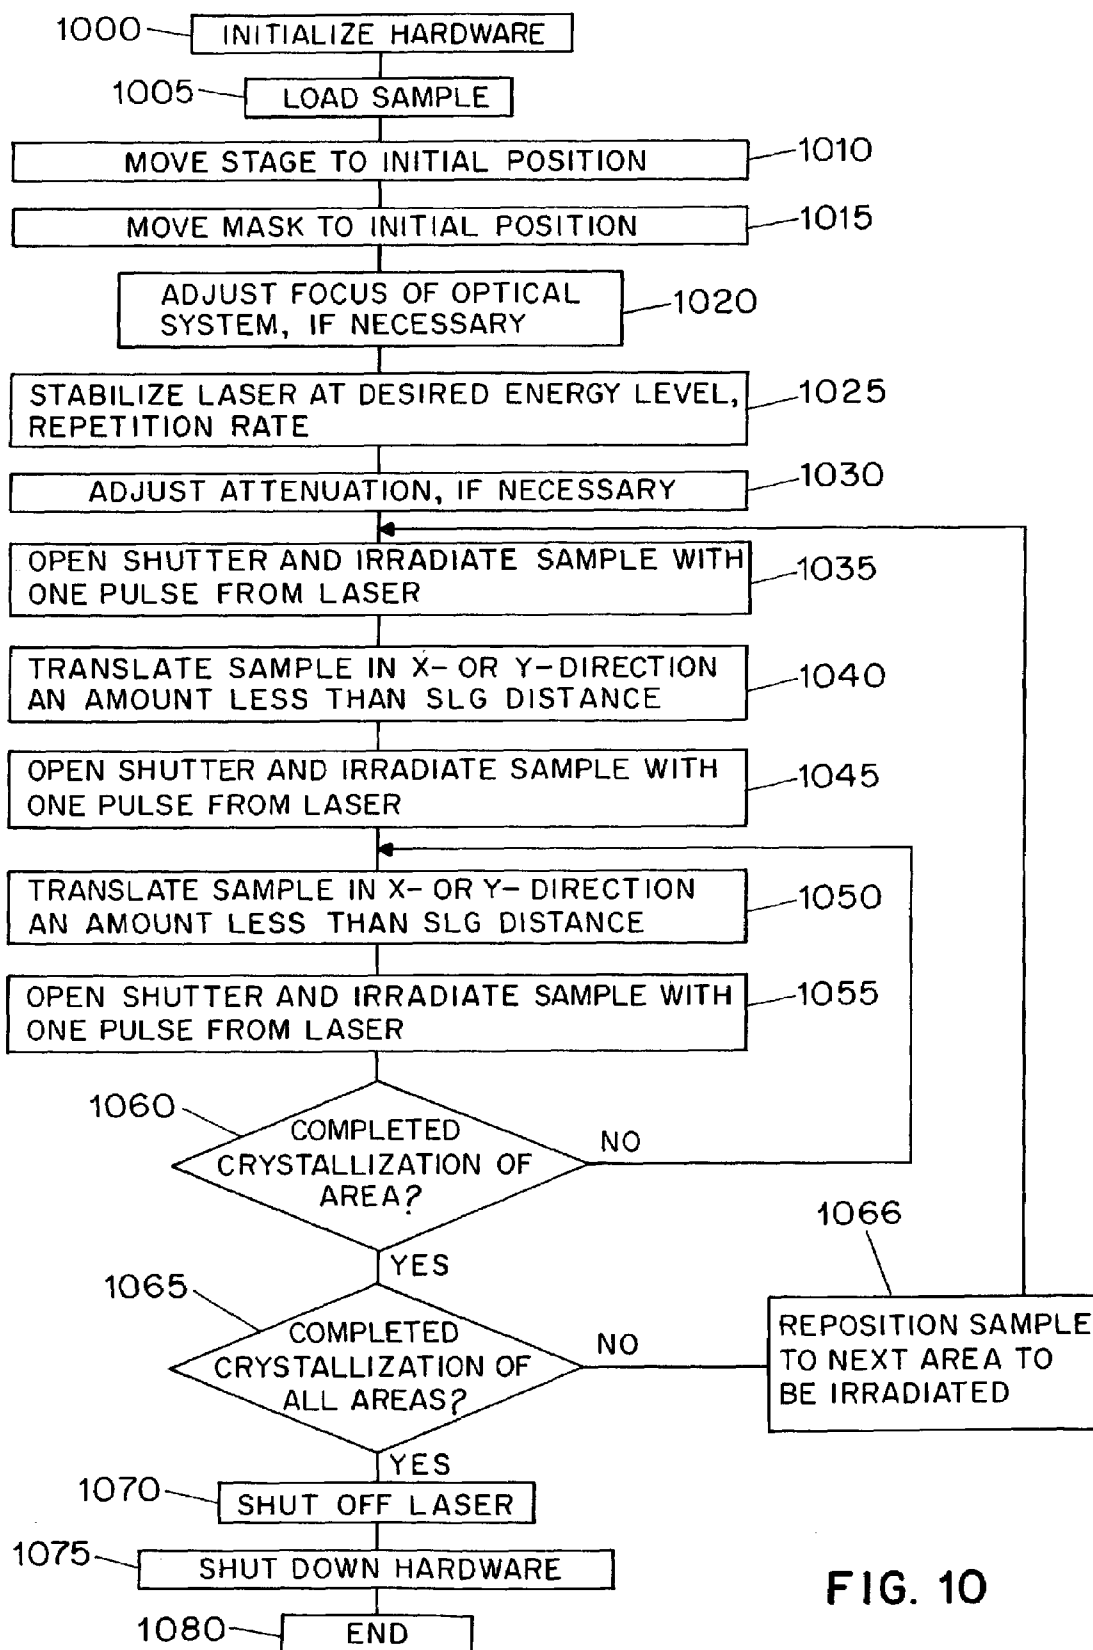 1000
INITIALIZE HARDWARE
1005
LOAD SAMPLE
MOVE STAGE TO INITIAL POSITION
1010
MOVE MASK TO INITIAL POSITION
1015
ADJUST FOCUS OF OPTICAL
SYSTEM, IF NECESSARY
1020
STABILIZE LASER AT DESIRED ENERGY LEVEL,
REPETITION RATE
1025
ADJUST ATTENUATION, IF NECESSARY
1030
OPEN SHUTTER AND IRRADIATE SAMPLE WITH
ONE PULSE FROM LASER
1035
TRANSLATE SAMPLE IN X- OR Y-DIRECTION
AN AMOUNT LESS THAN SLG DISTANCE
1040
OPEN SHUTTER AND IRRADIATE SAMPLE WITH
ONE PULSE FROM LASER
1045
TRANSLATE SAMPLE IN X- OR Y- DIRECTION
AN AMOUNT LESS THAN SLG DISTANCE
1050
OPEN SHUTTER AND IRRADIATE SAMPLE WITH
ONE PULSE FROM LASER
1055
1060
COMPLETED
CRYSTALLIZATION OF
AREA?
NO
YES
1065
COMPLETED
CRYSTALLIZATION OF
ALL AREAS?
NO
1066
REPOSITION SAMPLE
TO NEXT AREA TO
BE IRRADIATED
YES
1070
SHUT OFF LASER
1075
SHUT DOWN HARDWARE
1080
END
FIG. 10